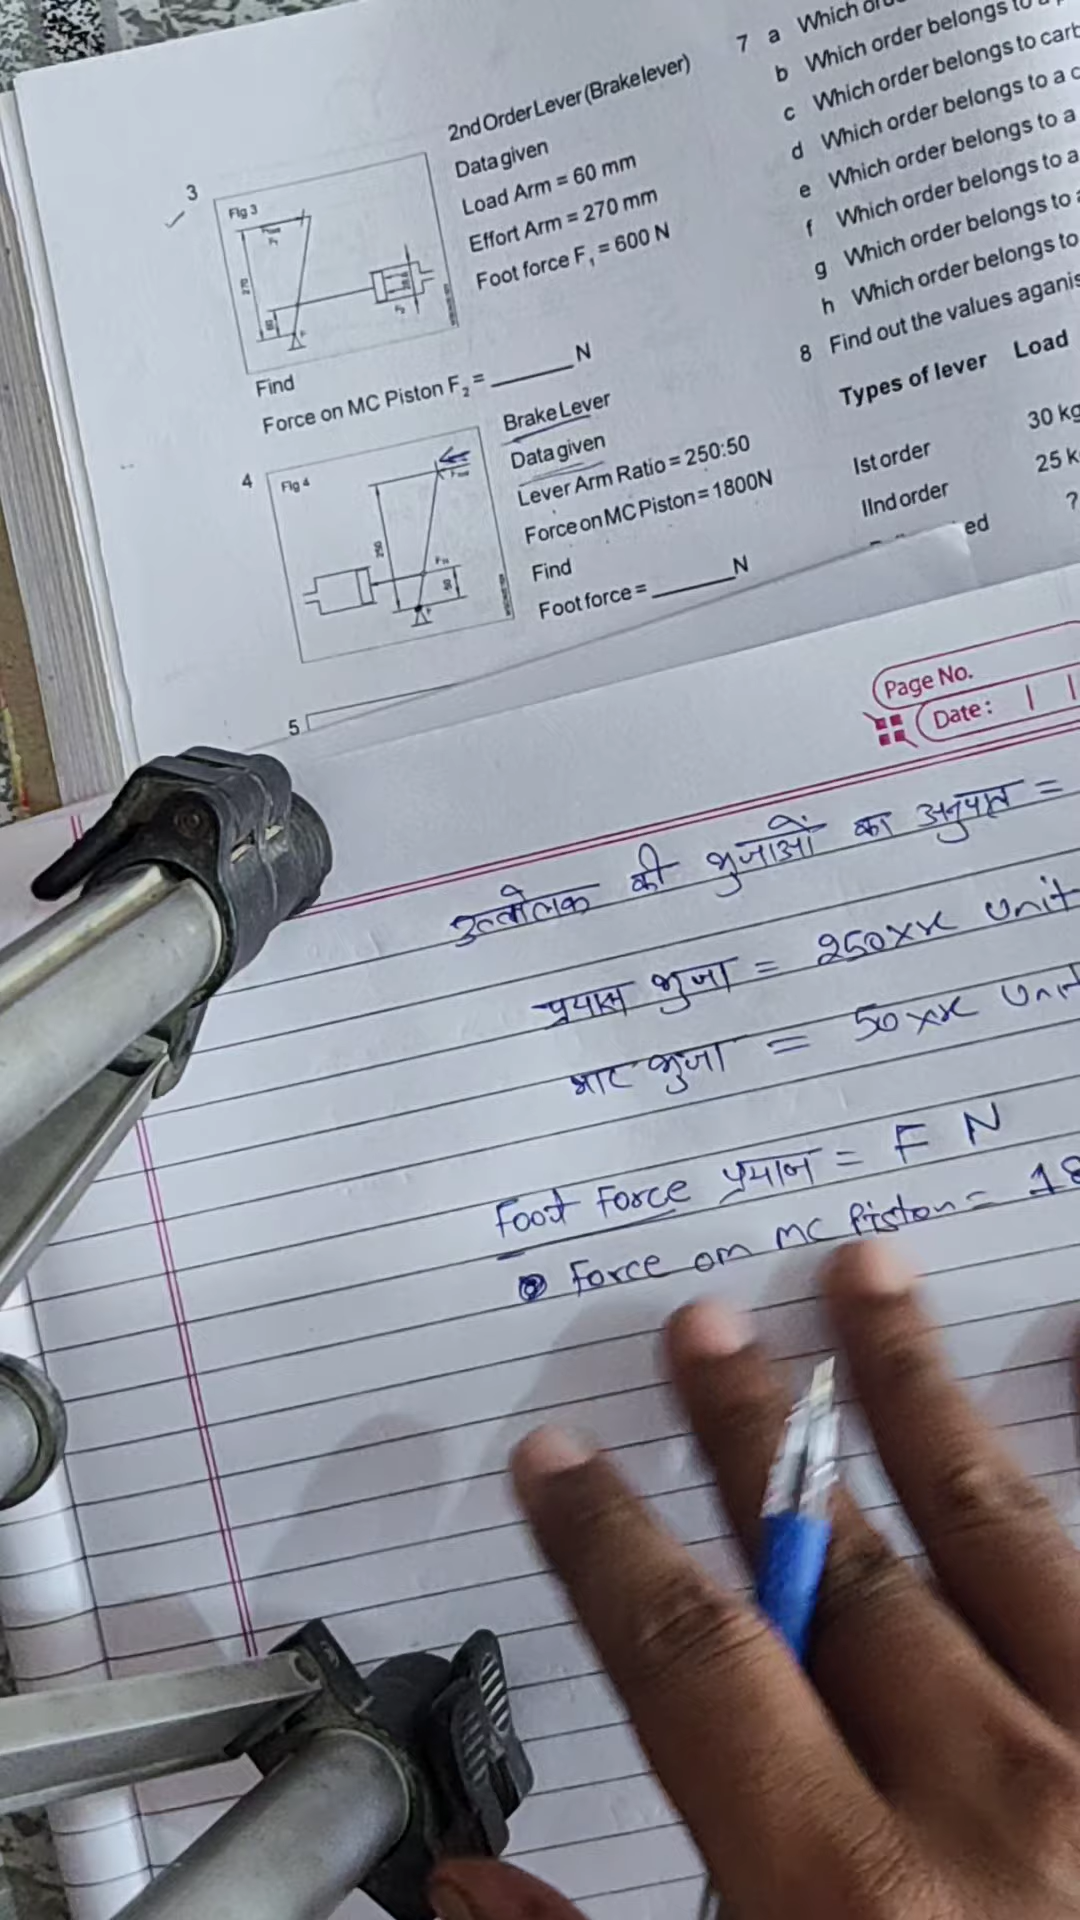 2nd Order Lever (Brake lever)
3
Fig 3
Data given
Load Arm = 60 mm
Effort Arm = 270 mm
Foot force F₁ = 600 N
270
F₁
F₂
Find
Force on MC Piston F₂ = ______ N
4
Fig 4
Brake Lever
Data given
Lever Arm Ratio = 250:50
Force on MC Piston = 1800N
Find
Foot force = ______ N
250
50
5
7 a Which
b Which order belongs to a
c Which order belongs to carb
d Which order belongs to a c
e Which order belongs to a
f Which order belongs to a
g Which order belongs to
h Which order belongs to
8 Find out the values aganis
Types of lever Load
Ist order 30 kg
IInd order 25 k
ed ?
Page No.
Date:
उत्तोलक की भुजाओं का अनुपात =
प्रयास भुजा = 250xx Unit
भार भुजा = 50xx Unit
Foot Force प्रयास = F N
Force on MC Piston = 18